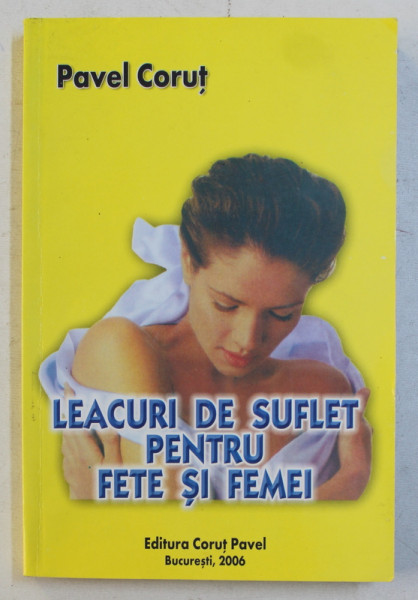 Pavel Coruț
LEACURI DE SUFLET
PENTRU
FETE ȘI FEMEI
Editura Coruț Pavel
București, 2006